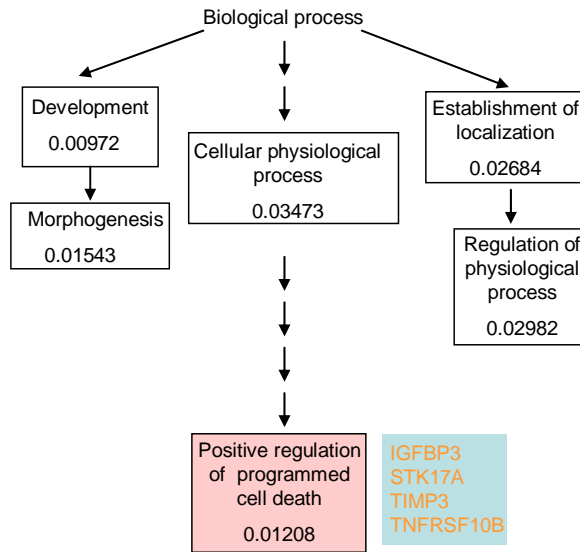 Biological process
Development
0.00972
Morphogenesis
0.01543
Cellular physiological
process
0.03473
Establishment of
localization
0.02684
Regulation of
physiological
process
0.02982
Positive regulation
of programmed
cell death
0.01208
IGFBP3
STK17A
TIMP3
TNFRSF10B